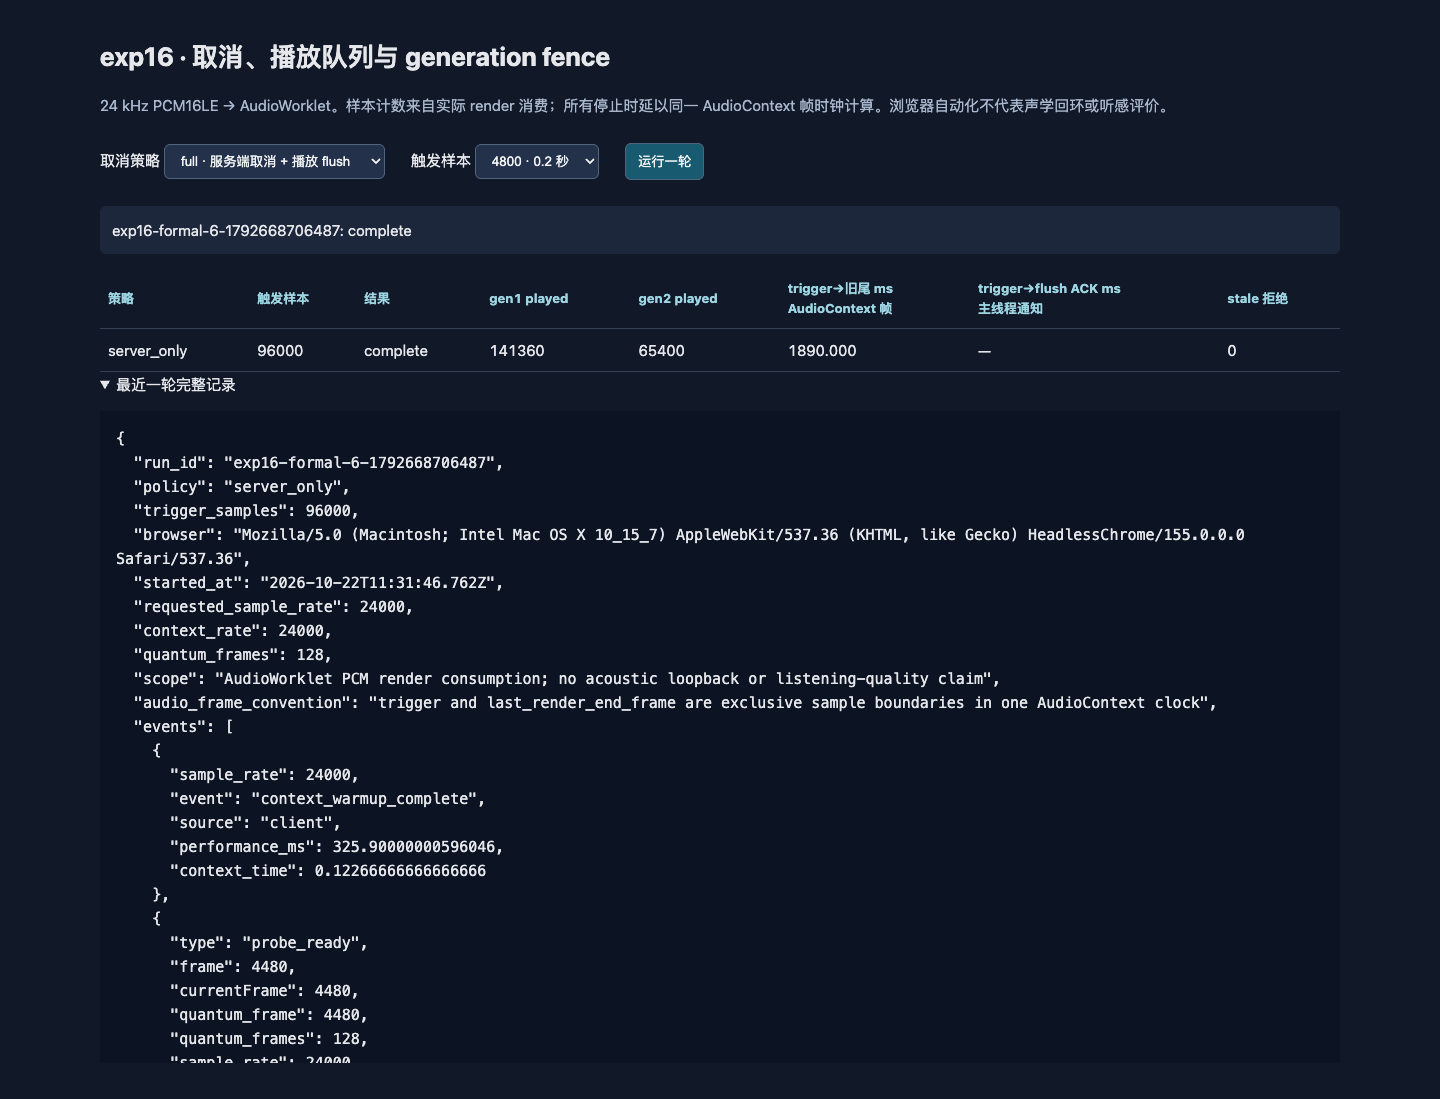 exp16 · 取消、播放队列与 generation fence
24 kHz PCM16LE → AudioWorklet。样本计数来自实际 render 消费；所有停止时延以同一 AudioContext 帧时钟计算。浏览器自动化不代表声学回环或听感评价。
取消策略 full · 服务端取消 + 播放 flush 触发样本 4800 · 0.2 秒 运行一轮
exp16-formal-6-1792668706487: complete
策略 触发样本 结果 gen1 played gen2 played trigger→旧尾 ms trigger→flush ACK ms stale 拒绝
AudioContext 帧 主线程通知
server_only 96000 complete 141360 65400 1890.000 — 0
▼ 最近一轮完整记录
{
"run_id": "exp16-formal-6-1792668706487",
"policy": "server_only",
"trigger_samples": 96000,
"browser": "Mozilla/5.0 (Macintosh; Intel Mac OS X 10_15_7) AppleWebKit/537.36 (KHTML, like Gecko) HeadlessChrome/155.0.0.0
Safari/537.36",
"started_at": "2026-10-22T11:31:46.762Z",
"requested_sample_rate": 24000,
"context_rate": 24000,
"quantum_frames": 128,
"scope": "AudioWorklet PCM render consumption; no acoustic loopback or listening-quality claim",
"audio_frame_convention": "trigger and last_render_end_frame are exclusive sample boundaries in one AudioContext clock",
"events": [
{
"sample_rate": 24000,
"event": "context_warmup_complete",
"source": "client",
"performance_ms": 325.90000000596046,
"context_time": 0.12266666666666666
},
{
"type": "probe_ready",
"frame": 4480,
"currentFrame": 4480,
"quantum_frame": 4480,
"quantum_frames": 128,
"sample_rate": 24000